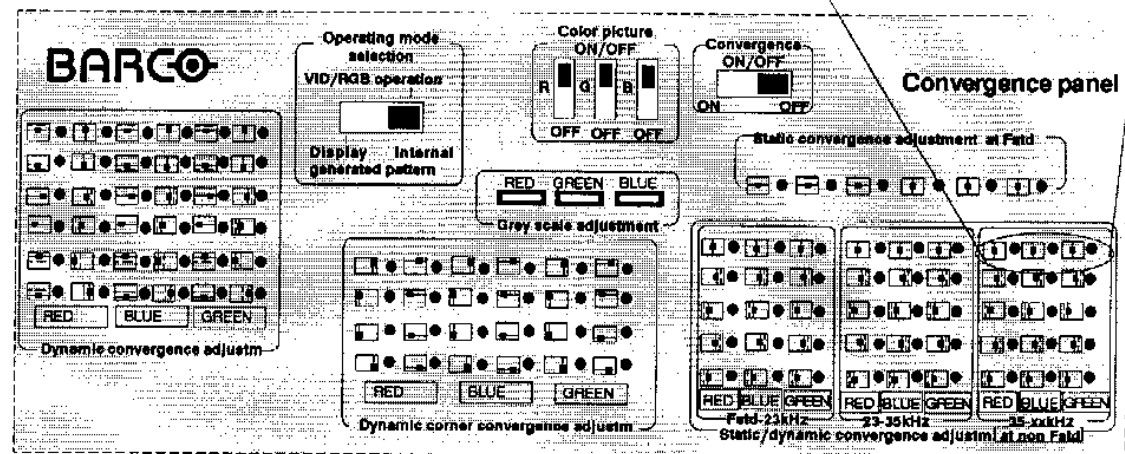 BARCO
Operating mode
selection
VID/RGB operation
Display Internal
generated pattern
Color picture
ON/OFF
R G B
OFF OFF OFF
Convergence
ON/OFF
ON OFF
Convergence panel
Static convergence adjustment at Fstd
RED GREEN BLUE
Grey scale adjustment
RED BLUE GREEN
Dynamic convergence adjustm
RED BLUE GREEN
Dynamic corner convergence adjustm
RED BLUE GREEN RED BLUE GREEN RED BLUE GREEN
Fstd-23kHz 23-35kHz 35-xxkHz
Static/dynamic convergence adjustm at non Fstd